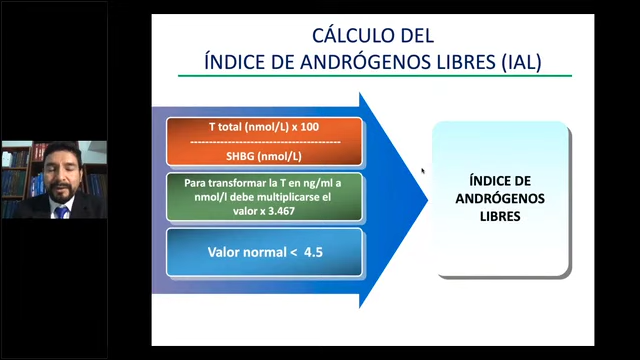 CÁLCULO DEL
ÍNDICE DE ANDRÓGENOS LIBRES (IAL)
T total (nmol/L) x 100
----------------------------------------
SHBG (nmol/L)
Para transformar la T en ng/ml a
nmol/l debe multiplicarse el
valor x 3.467
Valor normal < 4.5
ÍNDICE DE
ANDRÓGENOS
LIBRES